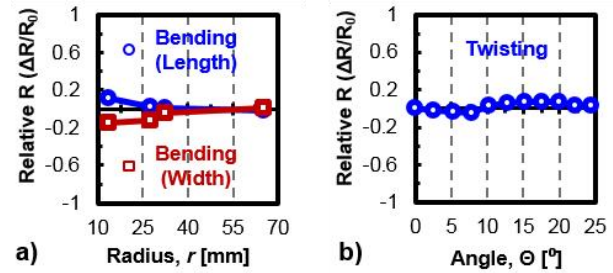 Relative R (ΔR/R0)
1
0.6
0.2
-0.2
-0.6
-1
Bending
(Length)
Bending
(Width)
10
25
40
55
70
a)
Radius, r [mm]
Relative R (ΔR/R0)
1
0.6
0.2
-0.2
-0.6
-1
Twisting
0
5
10
15
20
25
b)
Angle, Θ [º]